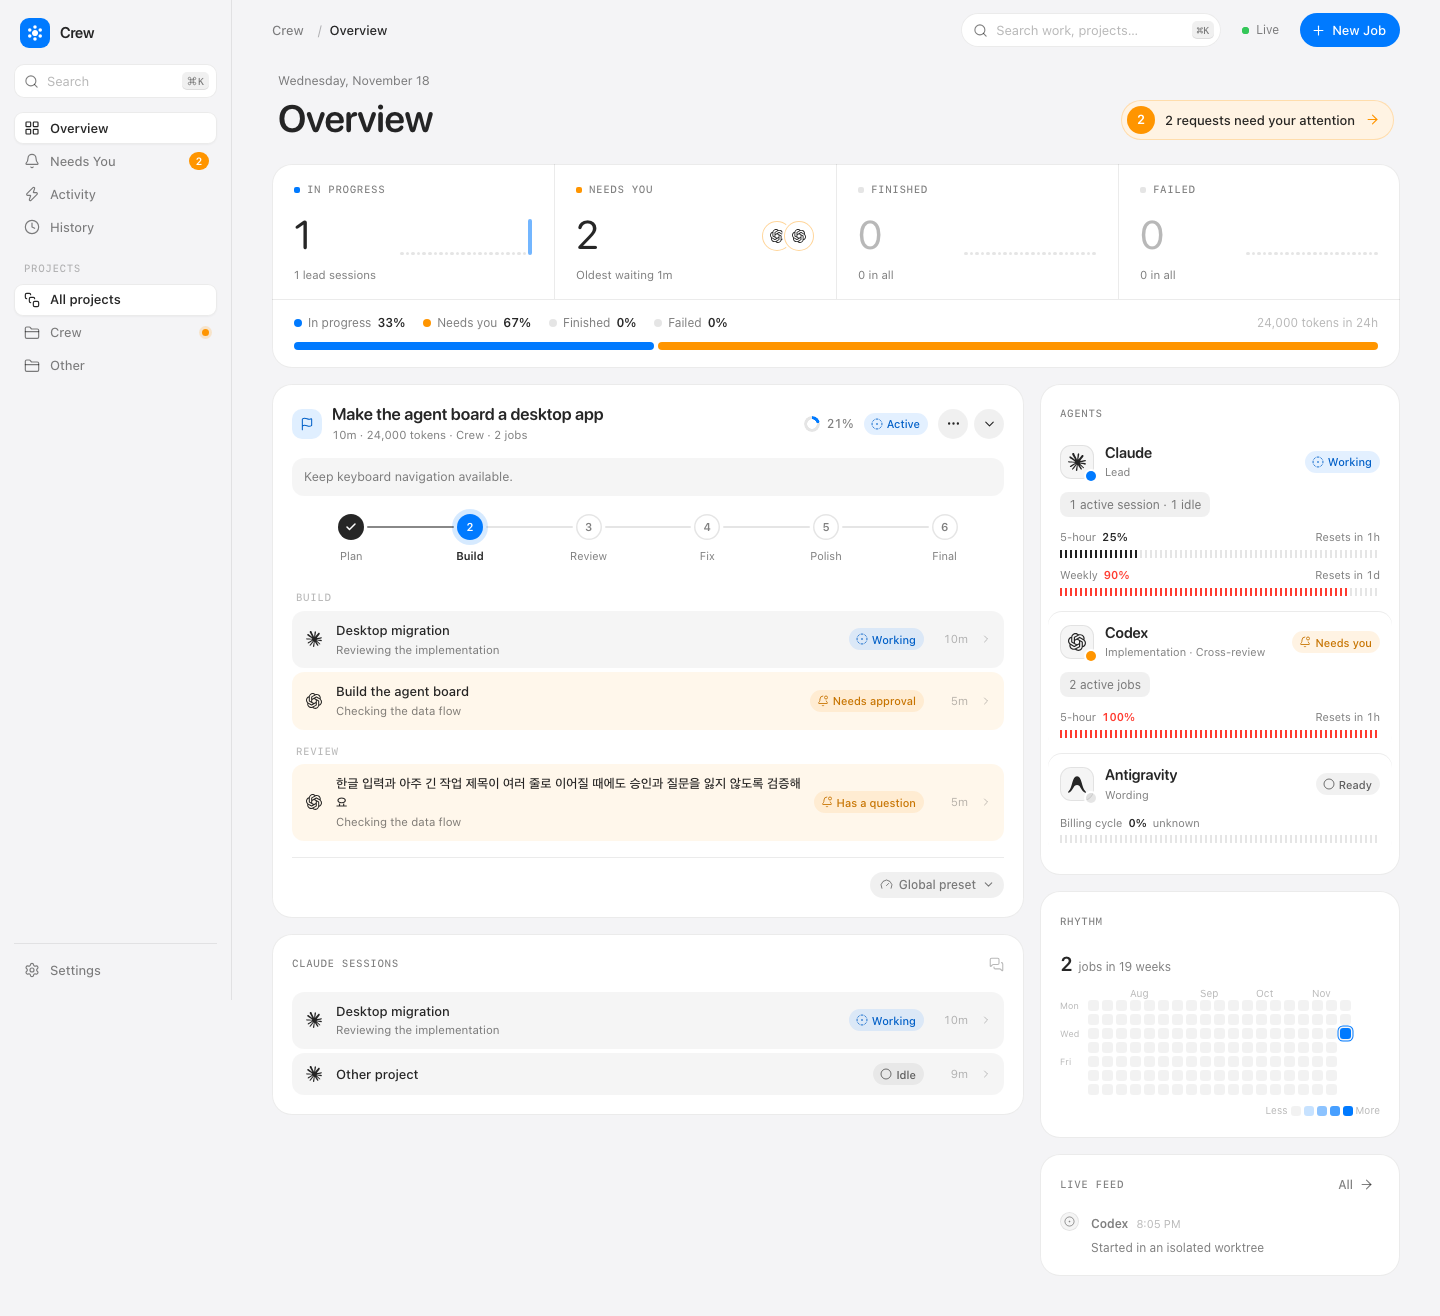 Crew
Search ⌘K
Overview
Needs You 2
Activity
History
PROJECTS
All projects
Crew
Other
Settings
Crew / Overview
Search work, projects... ⌘K
Live
New Job
Wednesday, November 18
Overview
2 2 requests need your attention
IN PROGRESS
1
1 lead sessions
NEEDS YOU
2
Oldest waiting 1m
FINISHED
0
0 in all
FAILED
0
0 in all
In progress 33% Needs you 67% Finished 0% Failed 0% 24,000 tokens in 24h
Make the agent board a desktop app
10m · 24,000 tokens · Crew · 2 jobs
21% Active
Keep keyboard navigation available.
2 3 4 5 6
Plan Build Review Fix Polish Final
BUILD
Desktop migration
Reviewing the implementation
Working 10m
Build the agent board
Checking the data flow
Needs approval 5m
REVIEW
한글 입력과 아주 긴 작업 제목이 여러 줄로 이어질 때에도 승인과 질문을 잃지 않도록 검증해
요
Checking the data flow
Has a question 5m
Global preset
CLAUDE SESSIONS
Desktop migration
Reviewing the implementation
Working 10m
Other project
Idle 9m
AGENTS
Claude
Lead
Working
1 active session · 1 idle
5-hour 25% Resets in 1h
Weekly 90% Resets in 1d
Codex
Implementation · Cross-review
Needs you
2 active jobs
5-hour 100% Resets in 1h
Antigravity
Wording
Ready
Billing cycle 0% unknown
RHYTHM
2 jobs in 19 weeks
Aug Sep Oct Nov
Mon
Wed
Fri
Less More
LIVE FEED
All
Codex 8:05 PM
Started in an isolated worktree